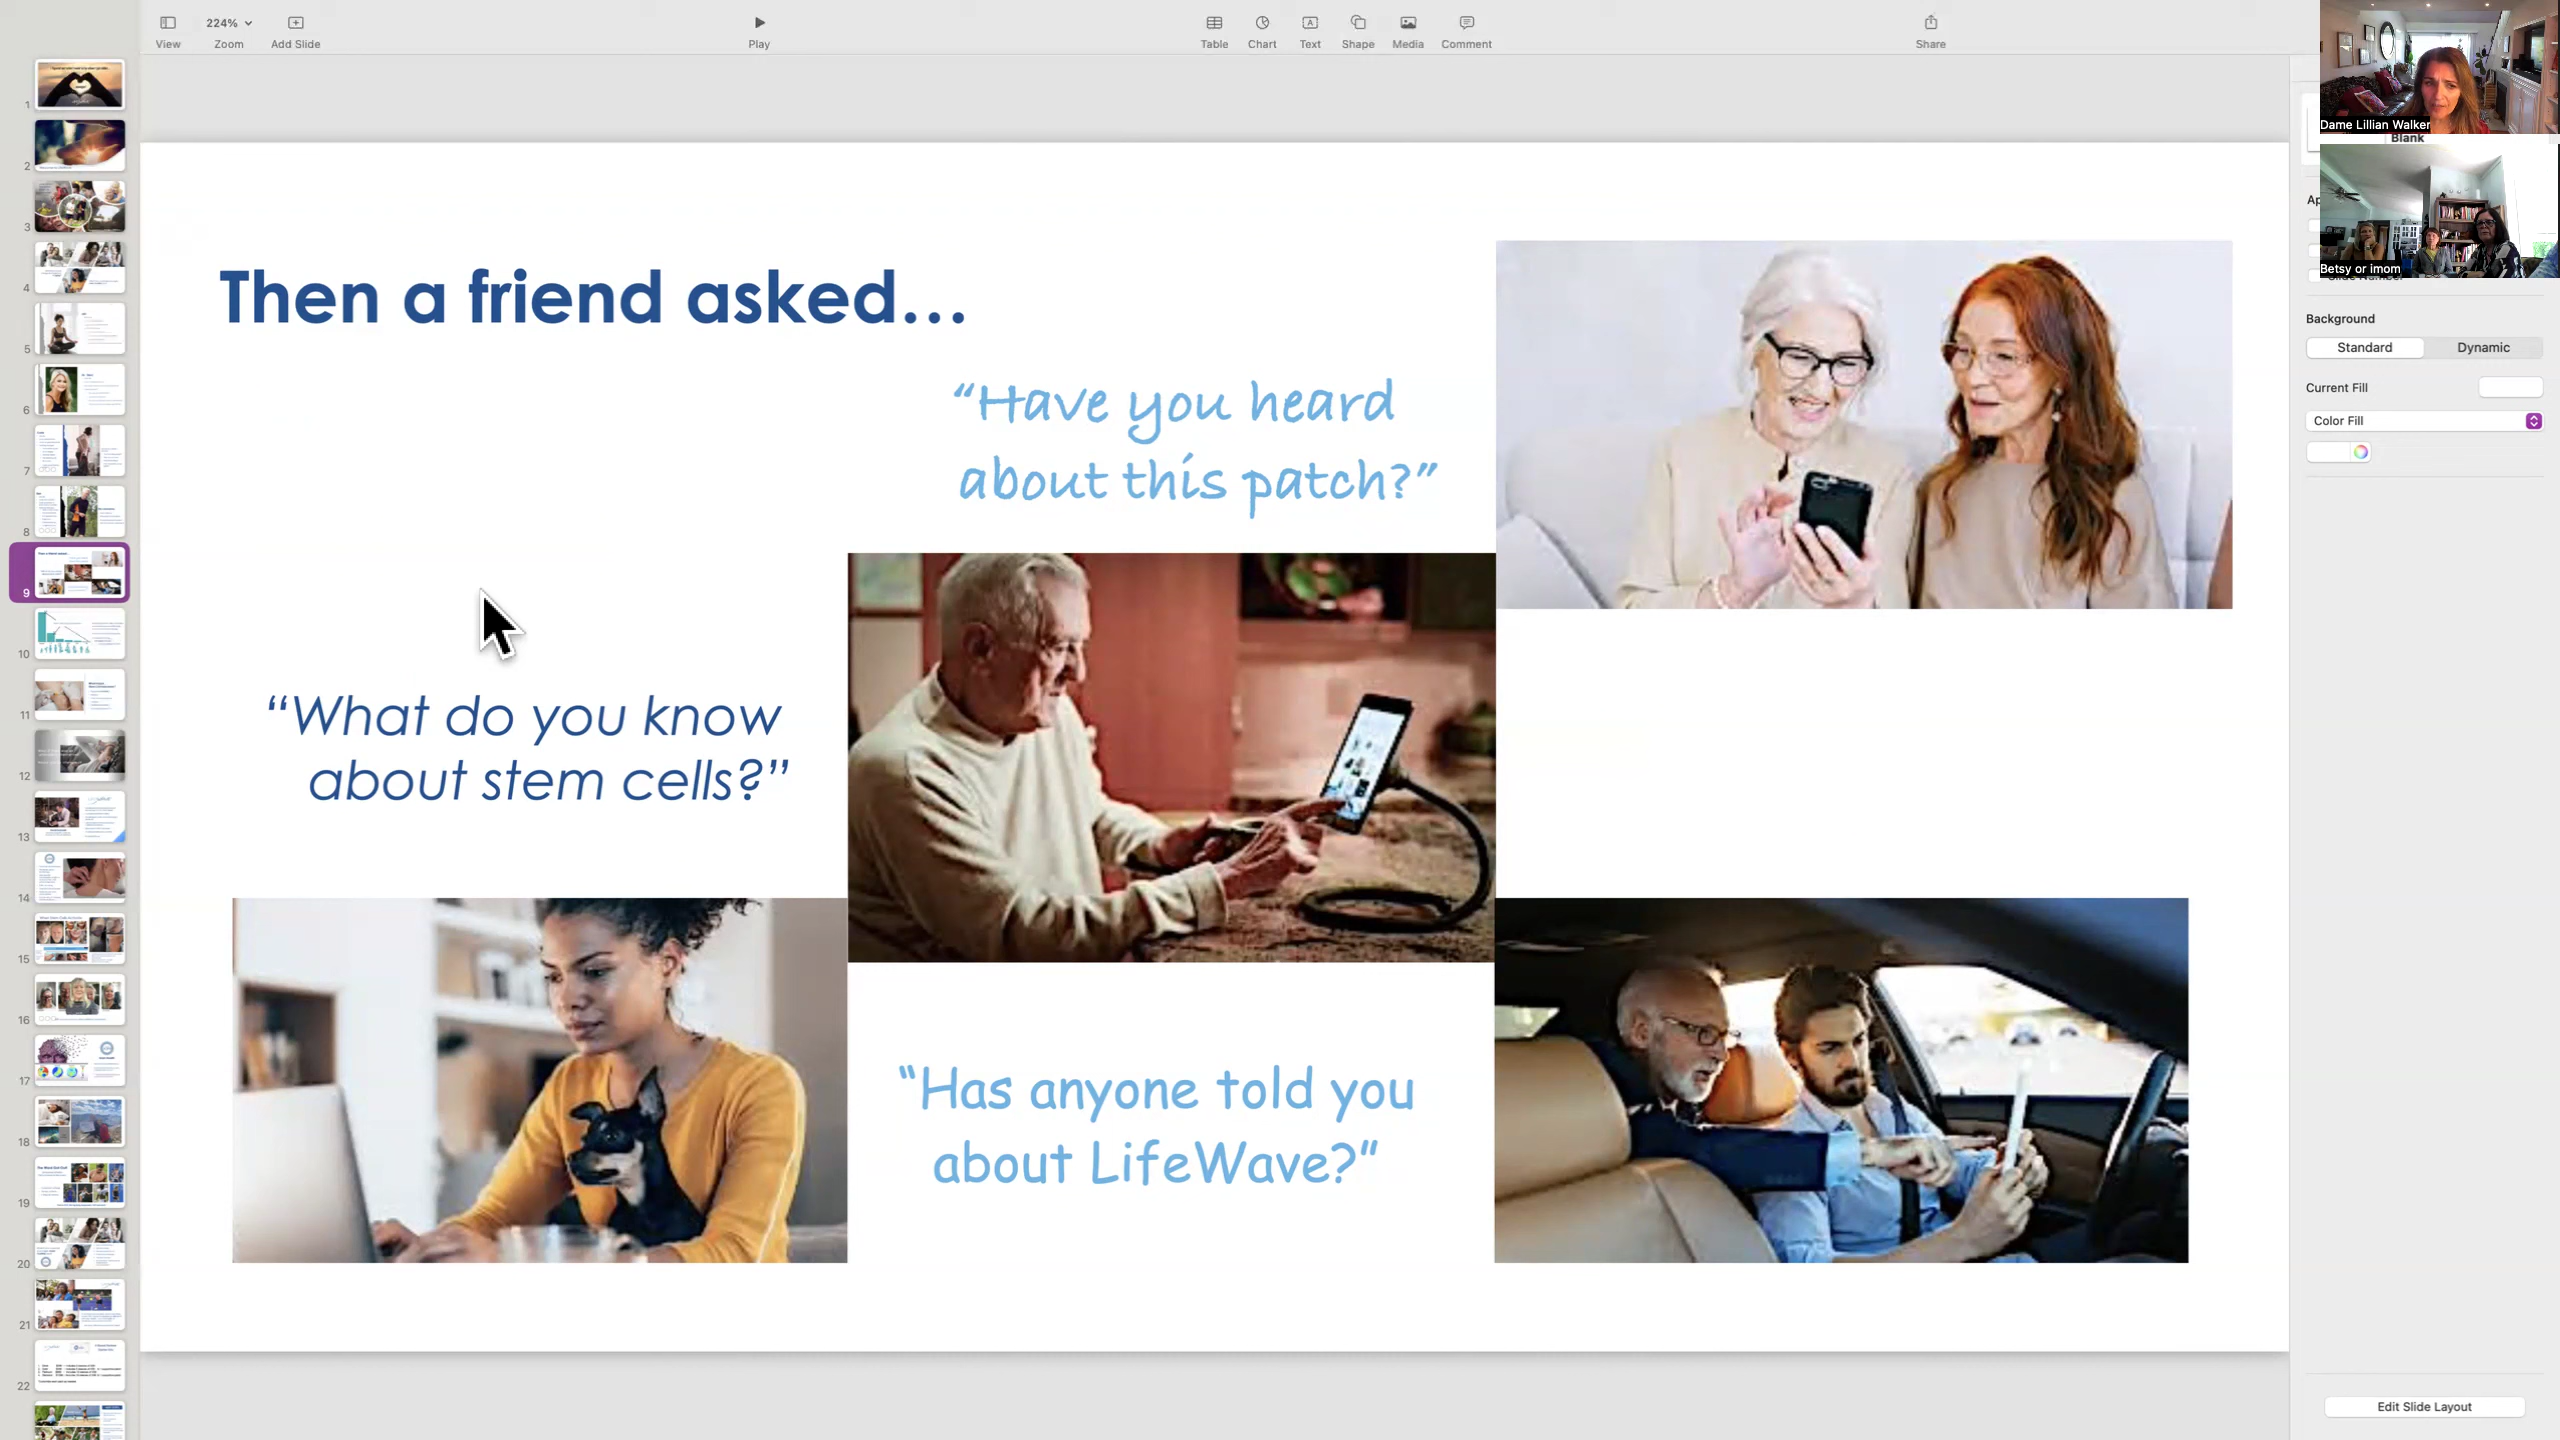 View
224%
Zoom
Add Slide
Play
Table
Chart
Text
Shape
Media
Comment
Share
Dame Lillian Walker
Blank
Betsy or imom
Background
Standard
Dynamic
Current Fill
Color Fill
Edit Slide Layout
1
2
3
4
5
6
7
8
9
10
11
12
13
14
15
16
17
18
19
20
21
22
Then a friend asked...
“Have you heard
about this patch?”
“What do you know
about stem cells?”
“Has anyone told you
about LifeWave?”